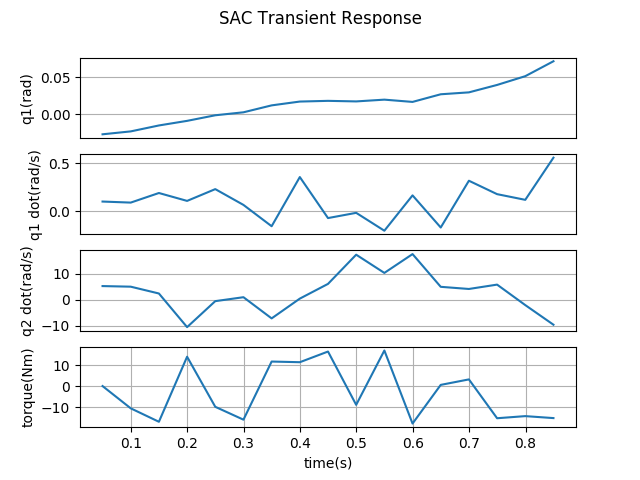 SAC Transient Response
q1(rad)
0.05
0.00
q1 dot(rad/s)
0.5
0.0
q2 dot(rad/s)
10
0
−10
torque(Nm)
10
0
−10
0.1 0.2 0.3 0.4 0.5 0.6 0.7 0.8
time(s)